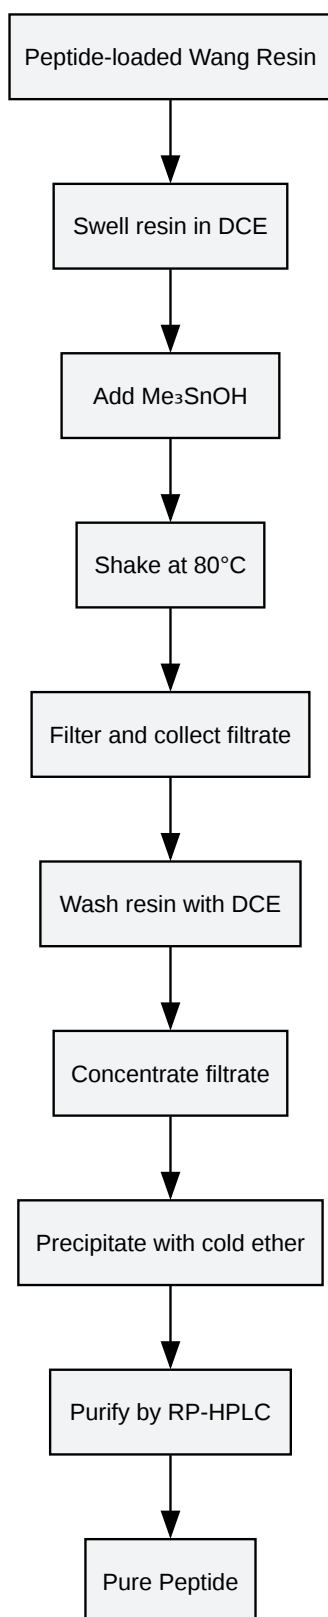 Peptide-loaded Wang Resin
Swell resin in DCE
Add Me₃SnOH
Shake at 80°C
Filter and collect filtrate
Wash resin with DCE
Concentrate filtrate
Precipitate with cold ether
Purify by RP-HPLC
Pure Peptide